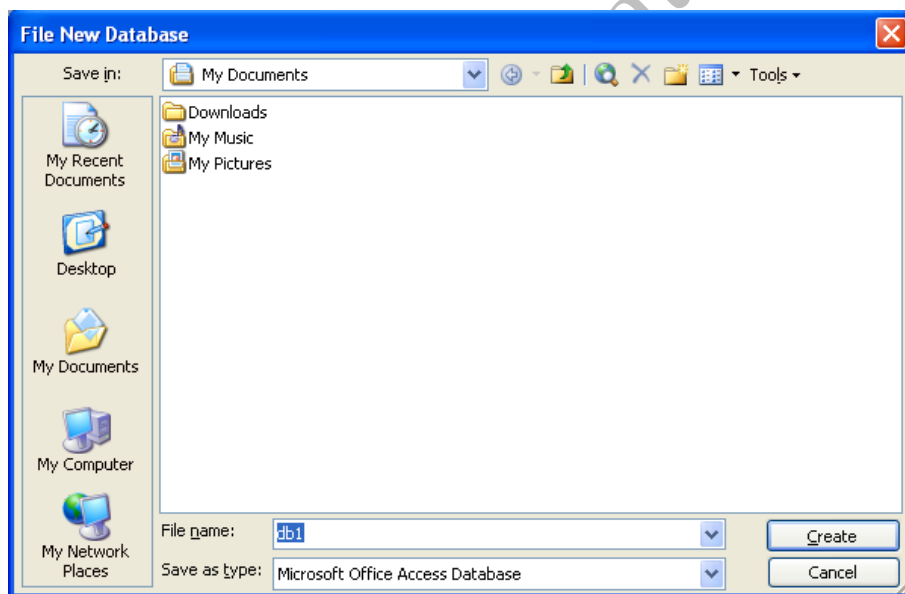 File New Database
Save in:
My Documents
Tools
Downloads
My Music
My Pictures
My Recent
Documents
Desktop
My Documents
My Computer
My Network
Places
File name:
db1
Create
Save as type:
Microsoft Office Access Database
Cancel